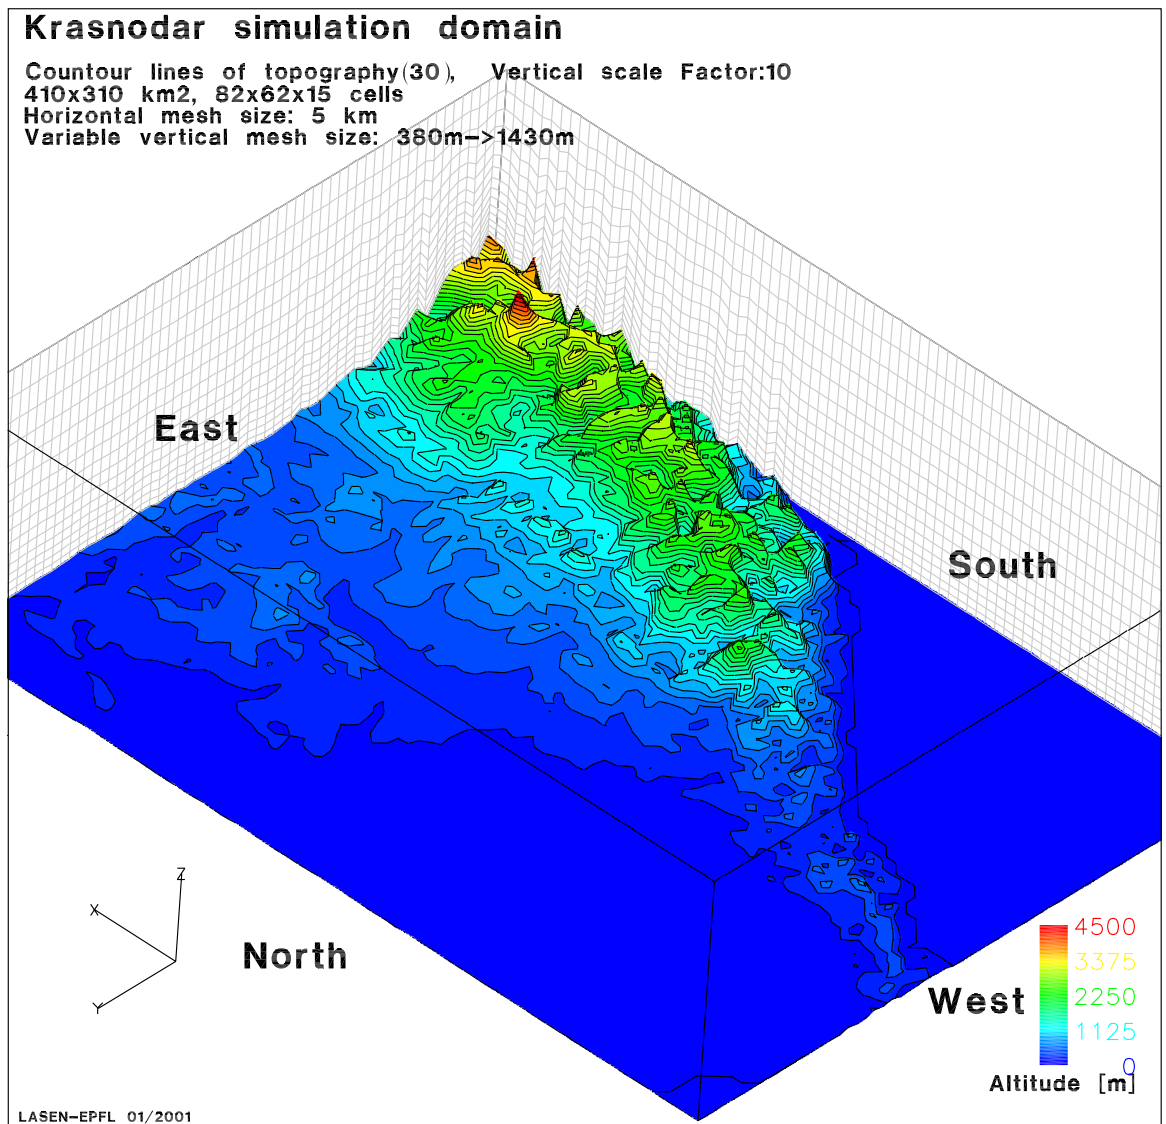 Krasnodar simulation domain
Countour lines of topography(30), Vertical scale Factor:10
410x310 km2, 82x62x15 cells
Horizontal mesh size: 5 km
Variable vertical mesh size: 380m->1430m
East
South
Z
X
Y
North
West
4500
3375
2250
1125
0
Altitude [m]
LASEN-EPFL 01/2001